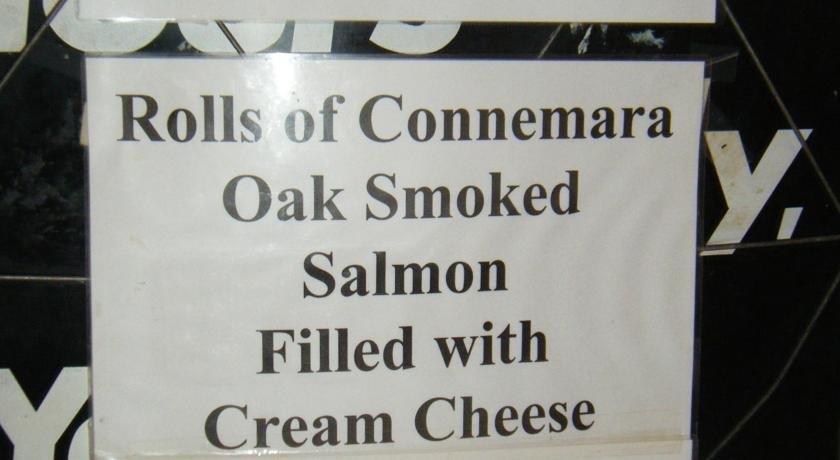 Rolls of Connemara
Oak Smoked
Salmon
Filled with
Cream Cheese